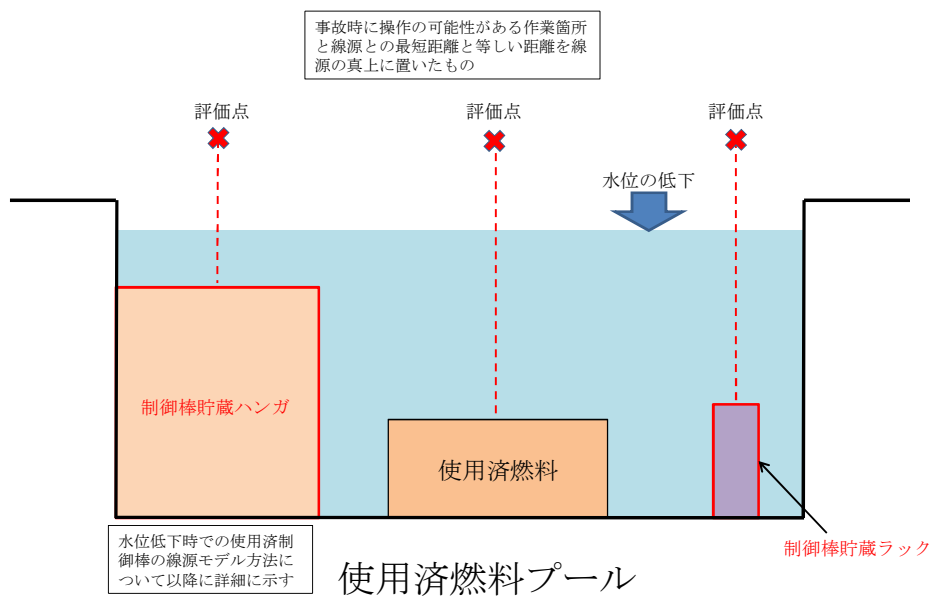 事故時に操作の可能性がある作業箇所
と線源との最短距離と等しい距離を線
源の真上に置いたもの
評価点
評価点
評価点
水位の低下
制御棒貯蔵ハンガ
使用済燃料
制御棒貯蔵ラック
水位低下時での使用済制
御棒の線源モデル方法に
ついて以降に詳細に示す
使用済燃料プール